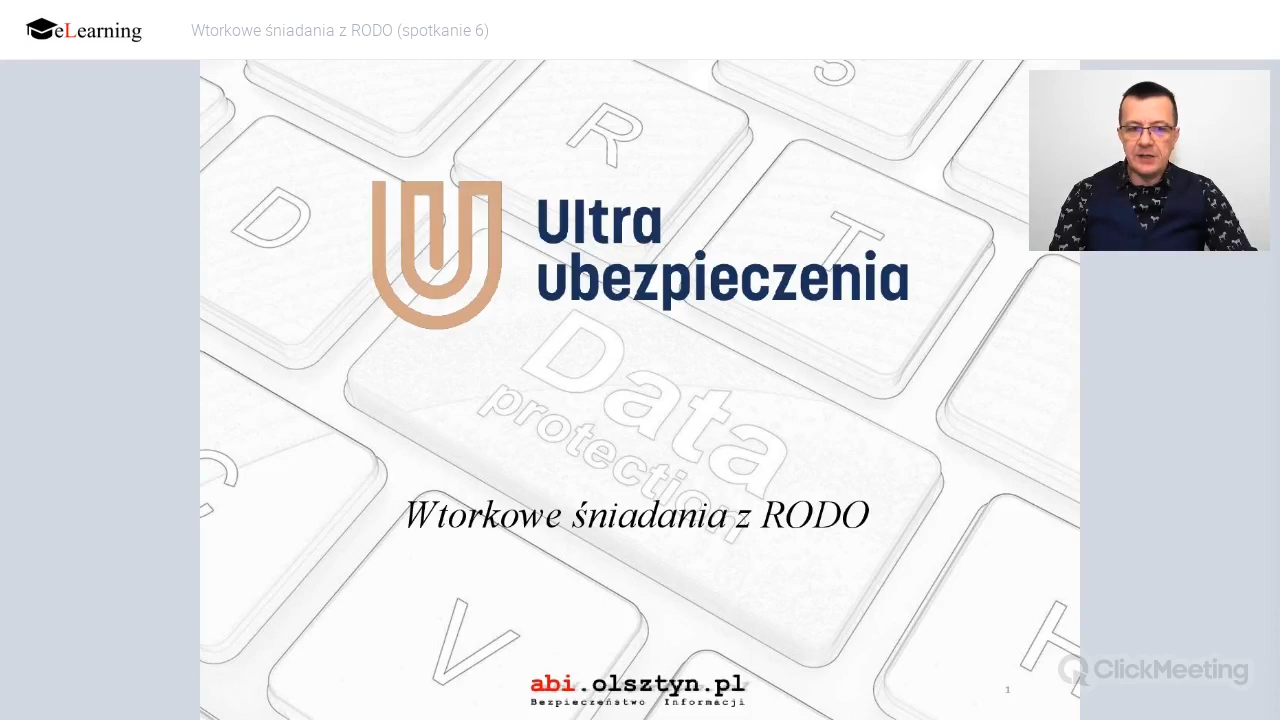 eLearning
Wtorkowe śniadania z RODO (spotkanie 6)
S
R
D
T
Ultra
ubezpieczenia
Data
protection
C
Wtorkowe śniadania z RODO
V
H
ClickMeeting
abi.olsztyn.pl
Bezpieczeństwo Informacji
1